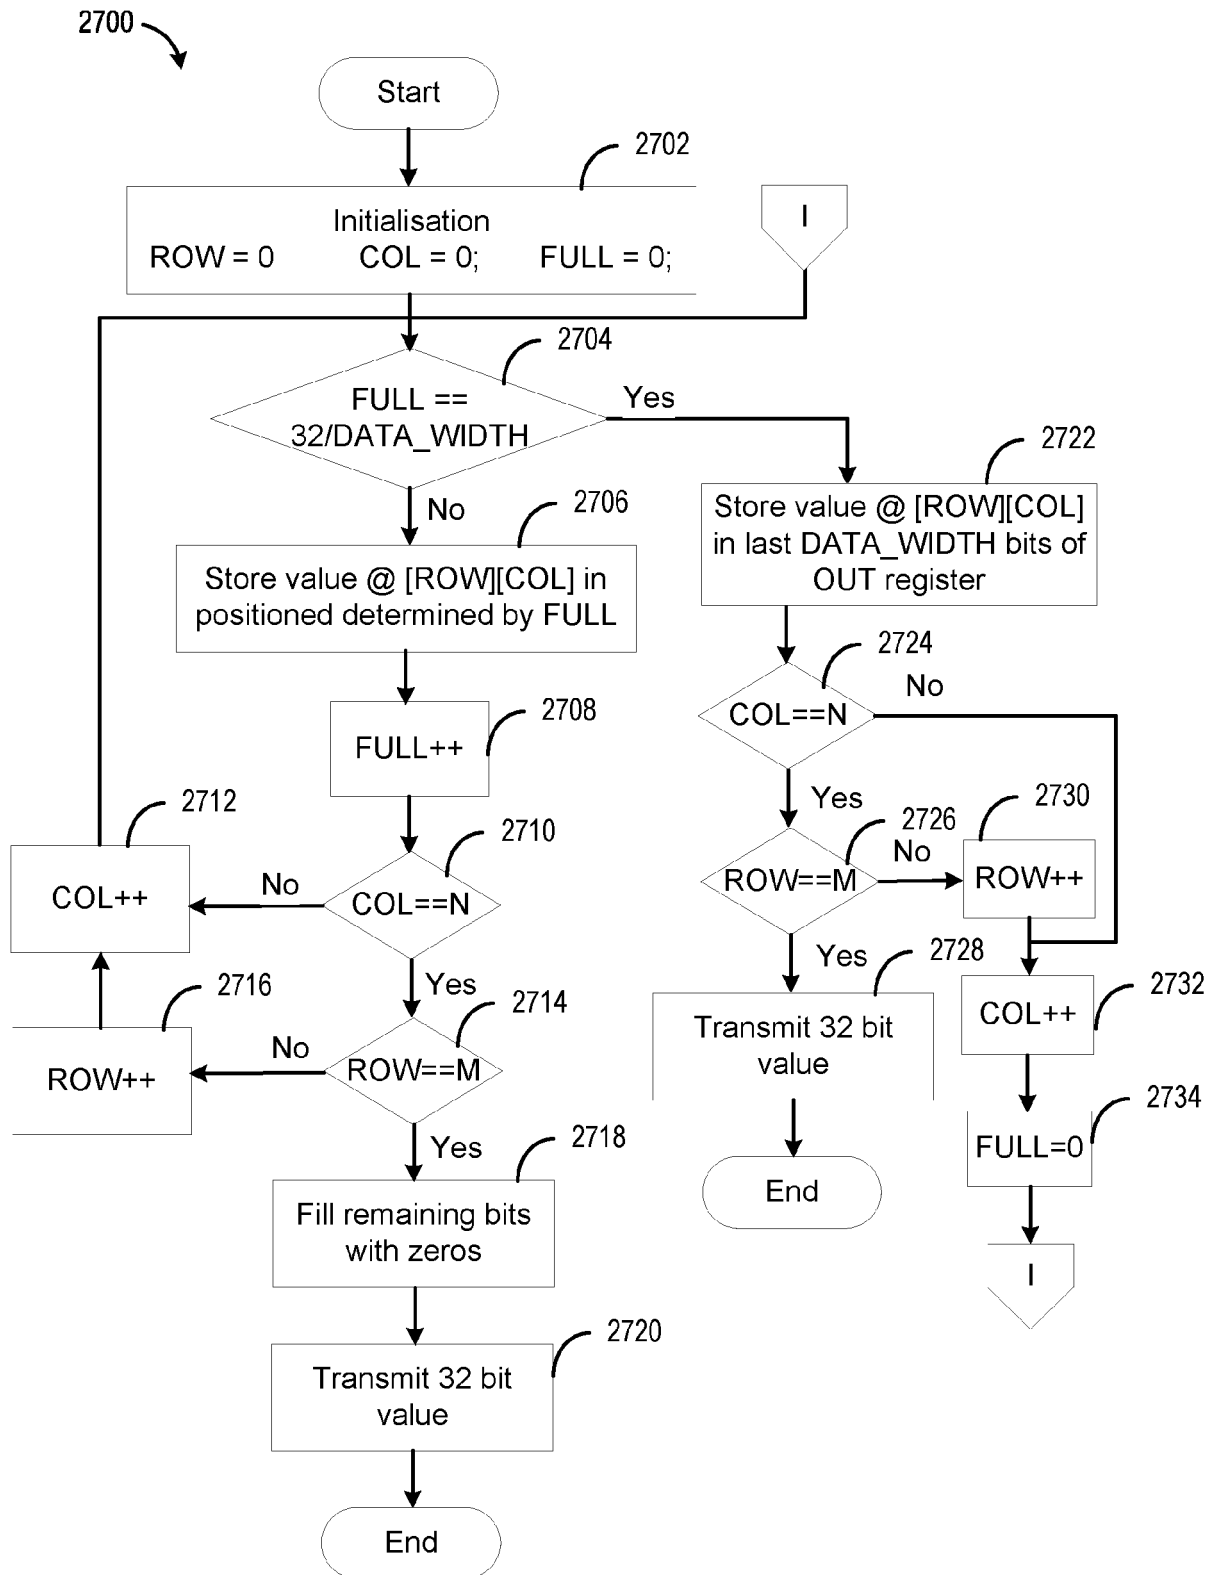 2700
Start
2702
Initialisation
ROW = 0 COL = 0; FULL = 0;
I
2704
FULL ==
32/DATA_WIDTH
Yes
No
2706
Store value @ [ROW][COL] in
positioned determined by FULL
2722
Store value @ [ROW][COL]
in last DATA_WIDTH bits of
OUT register
2708
FULL++
2724
COL==N
No
Yes
2712
COL++
2710
COL==N
No
Yes
2726
ROW==M
No
Yes
2730
ROW++
2716
ROW++
2714
ROW==M
No
Yes
2728
Transmit 32 bit
value
2732
COL++
2734
FULL=0
2718
Fill remaining bits
with zeros
End
I
2720
Transmit 32 bit
value
End